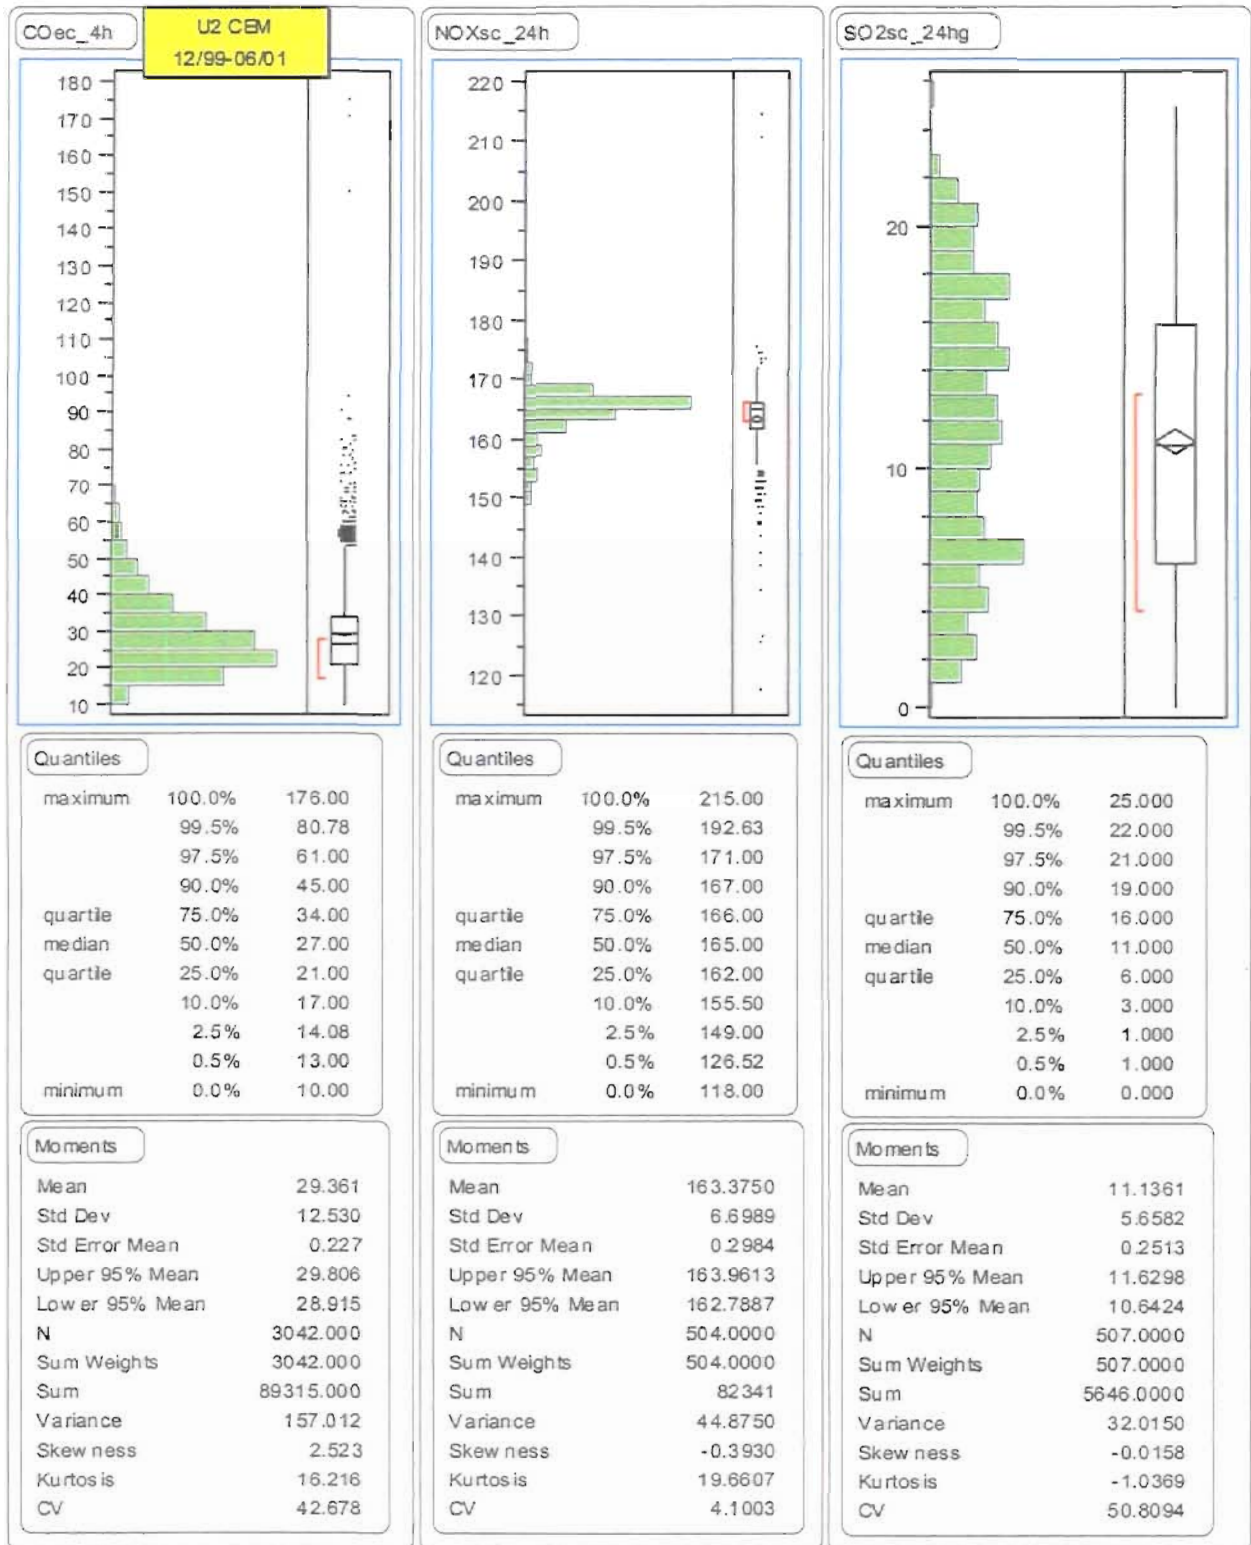 COec_4h
U2 CEM
12/99-06/01
180
170
160
150
140
130
120
110
100
90
80
70
60
50
40
30
20
10
Quantiles
maximum 100.0% 176.00
99.5% 80.78
97.5% 61.00
90.0% 45.00
quartile 75.0% 34.00
median 50.0% 27.00
quartile 25.0% 21.00
10.0% 17.00
2.5% 14.08
0.5% 13.00
minimum 0.0% 10.00
Moments
Mean 29.361
Std Dev 12.530
Std Error Mean 0.227
Upper 95% Mean 29.806
Lower 95% Mean 28.915
N 3042.000
Sum Weights 3042.000
Sum 89315.000
Variance 157.012
Skewness 2.523
Kurtosis 16.216
CV 42.678
NOXsc_24h
220
210
200
190
180
170
160
150
140
130
120
Quantiles
maximum 100.0% 215.00
99.5% 192.63
97.5% 171.00
90.0% 167.00
quartile 75.0% 166.00
median 50.0% 165.00
quartile 25.0% 162.00
10.0% 155.50
2.5% 149.00
0.5% 126.52
minimum 0.0% 118.00
Moments
Mean 163.3750
Std Dev 6.6989
Std Error Mean 0.2984
Upper 95% Mean 163.9613
Lower 95% Mean 162.7887
N 504.0000
Sum Weights 504.0000
Sum 82341
Variance 44.8750
Skewness -0.3930
Kurtosis 19.6607
CV 4.1003
SO2sc_24hg
20
10
0
Quantiles
maximum 100.0% 25.000
99.5% 22.000
97.5% 21.000
90.0% 19.000
quartile 75.0% 16.000
median 50.0% 11.000
quartile 25.0% 6.000
10.0% 3.000
2.5% 1.000
0.5% 1.000
minimum 0.0% 0.000
Moments
Mean 11.1361
Std Dev 5.6582
Std Error Mean 0.2513
Upper 95% Mean 11.6298
Lower 95% Mean 10.6424
N 507.0000
Sum Weights 507.0000
Sum 5646.0000
Variance 32.0150
Skewness -0.0158
Kurtosis -1.0369
CV 50.8094